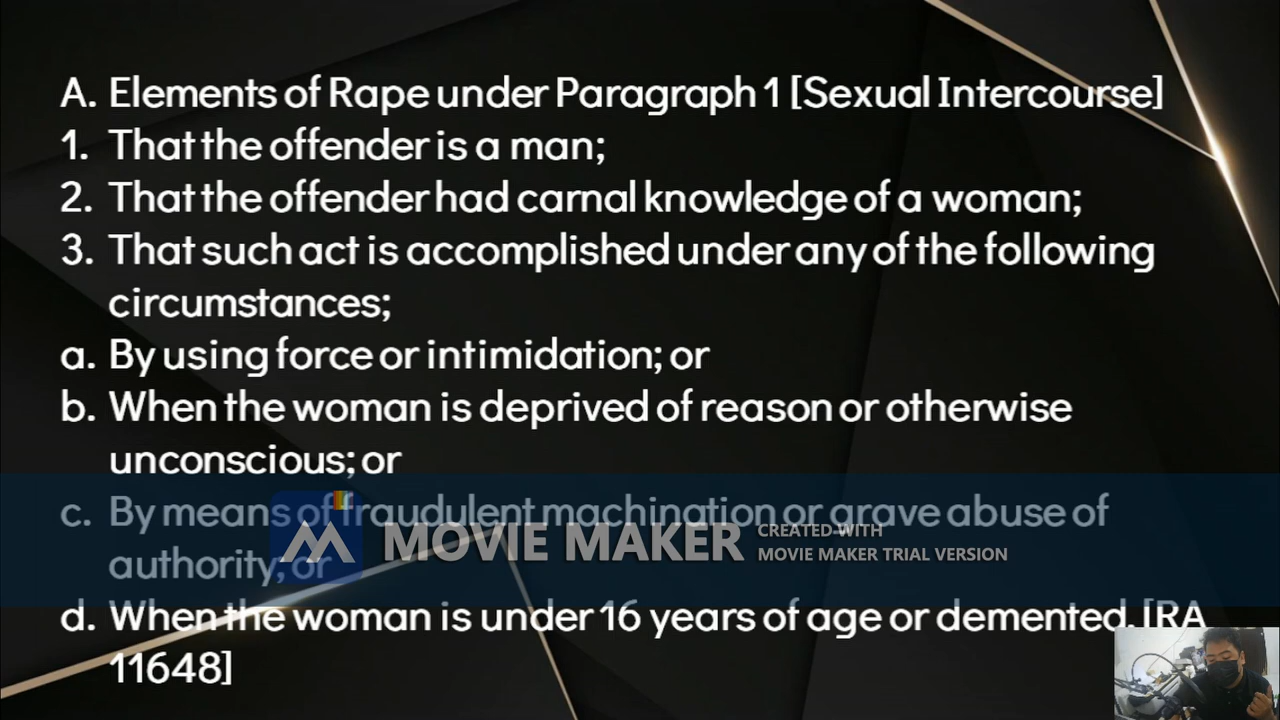 A. Elements of Rape under Paragraph 1 [Sexual Intercourse]
1. That the offender is a man;
2. That the offender had carnal knowledge of a woman;
3. That such act is accomplished under any of the following
circumstances;
a. By using force or intimidation; or
b. When the woman is deprived of reason or otherwise
unconscious; or
c. By means of fraudulent machination or grave abuse of
authority; or
MOVIE MAKER
CREATED WITH
MOVIE MAKER TRIAL VERSION
d. When the woman is under 16 years of age or demented. [RA
11648]